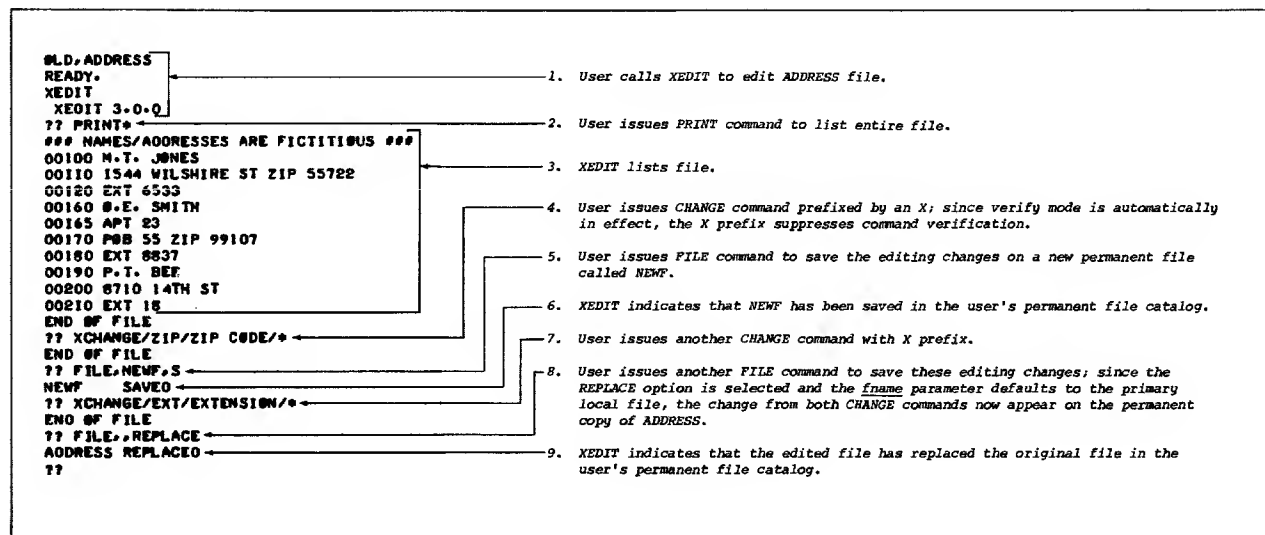 OLD,ADDRESS
READY.
XEDIT
XEDIT 3.0.0
?? PRINT*
### NAMES/ADDRESSES ARE FICTITIOUS ###
00100 M.T. JONES
00110 1544 WILSHIRE ST ZIP 55722
00120 EXT 6533
00160 O.E. SMITH
00165 APT 23
00170 POB 55 ZIP 99107
00180 EXT 8837
00190 P.T. BEE
00200 8710 14TH ST
00210 EXT 18
END OF FILE
?? XCHANGE/ZIP/ZIP CODE/*
END OF FILE
?? FILE,NEWF,S
NEWF SAVED
?? XCHANGE/EXT/EXTENSION/*
END OF FILE
?? FILE,,REPLACE
ADDRESS REPLACED
??
1. User calls XEDIT to edit ADDRESS file.
2. User issues PRINT command to list entire file.
3. XEDIT lists file.
4. User issues CHANGE command prefixed by an X; since verify mode is automatically
in effect, the X prefix suppresses command verification.
5. User issues FILE command to save the editing changes on a new permanent file
called NEWF.
6. XEDIT indicates that NEWF has been saved in the user's permanent file catalog.
7. User issues another CHANGE command with X prefix.
8. User issues another FILE command to save these editing changes; since the
REPLACE option is selected and the fname parameter defaults to the primary
local file, the change from both CHANGE commands now appear on the permanent
copy of ADDRESS.
9. XEDIT indicates that the edited file has replaced the original file in the
user's permanent file catalog.